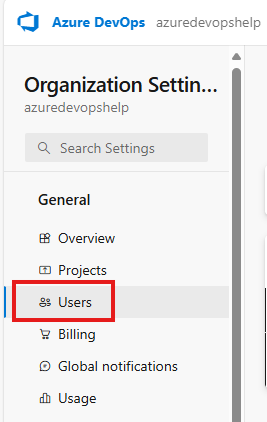 Azure DevOps azuredevopshelp
Organization Settin...
azuredevopshelp
Search Settings
General
Overview
Projects
Users
Billing
Global notifications
Usage